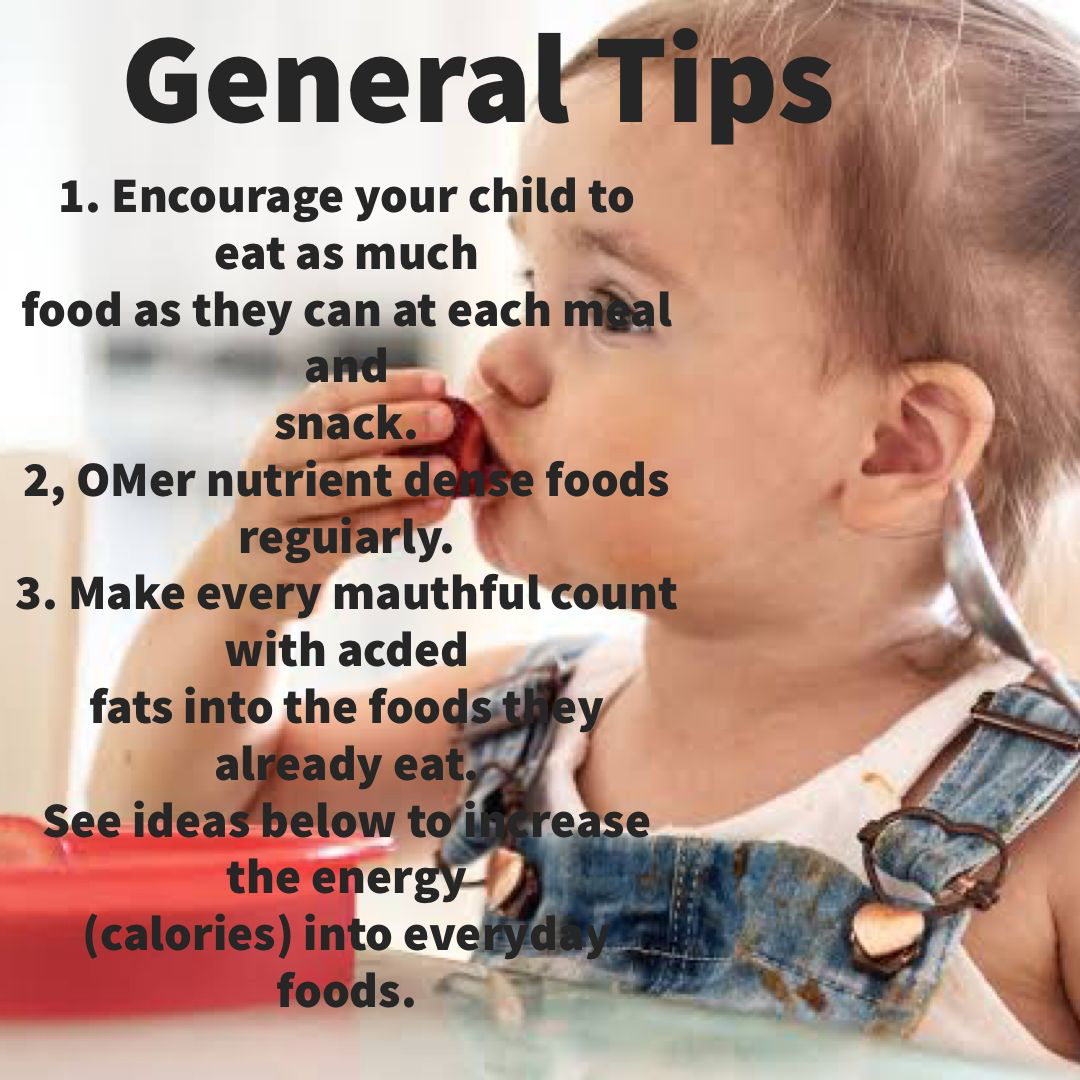 General Tips
1. Encourage your child to
eat as much
food as they can at each meal
and
snack.
2, OMer nutrient dense foods
reguiarly.
3. Make every mauthful count
with acded
fats into the foods they
already eat.
See ideas below to increase
the energy
(calories) into everyday
foods.